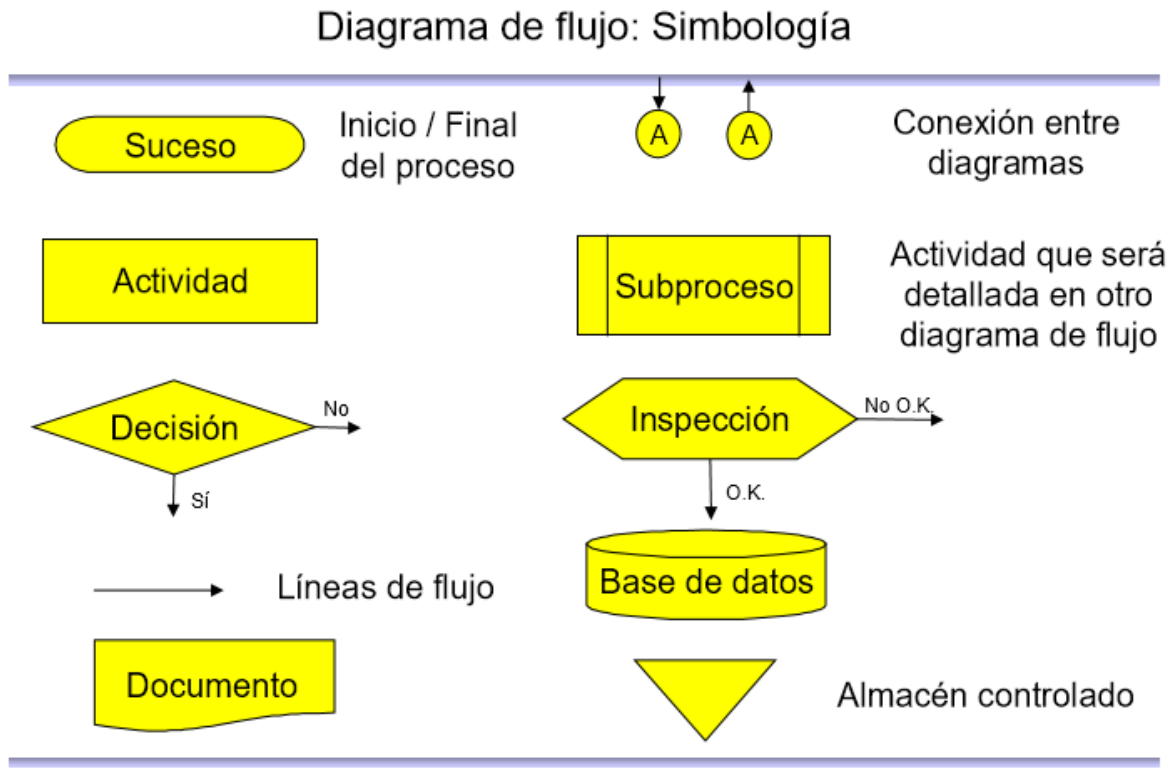 Diagrama de flujo: Simbología
Suceso
Inicio / Final
del proceso
A
A
Conexión entre
diagramas
Actividad
Subproceso
Actividad que será
detallada en otro
diagrama de flujo
Decisión
No
Sí
Inspección
No O.K.
O.K.
Líneas de flujo
Base de datos
Documento
Almacén controlado